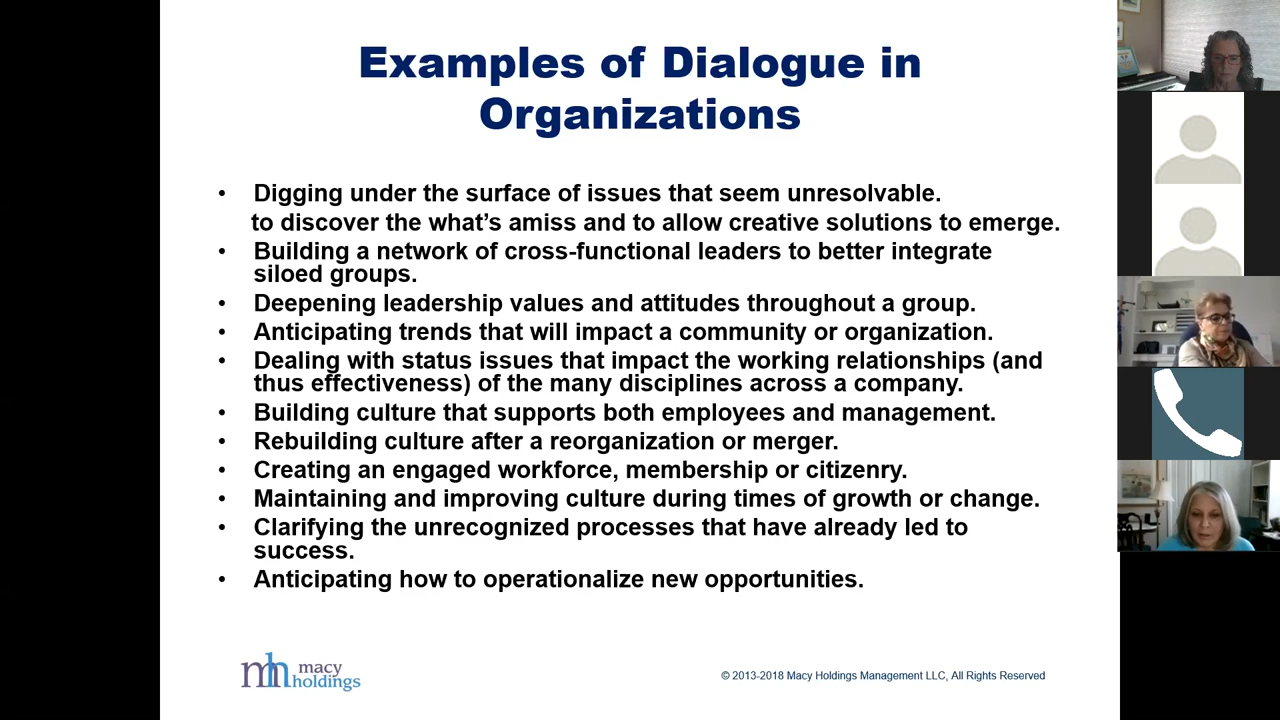 Examples of Dialogue in
Organizations
• Digging under the surface of issues that seem unresolvable.
to discover the what's amiss and to allow creative solutions to emerge.
• Building a network of cross-functional leaders to better integrate
siloed groups.
• Deepening leadership values and attitudes throughout a group.
• Anticipating trends that will impact a community or organization.
• Dealing with status issues that impact the working relationships (and
thus effectiveness) of the many disciplines across a company.
• Building culture that supports both employees and management.
• Rebuilding culture after a reorganization or merger.
• Creating an engaged workforce, membership or citizenry.
• Maintaining and improving culture during times of growth or change.
• Clarifying the unrecognized processes that have already led to
success.
• Anticipating how to operationalize new opportunities.
mh macy
holdings
© 2013-2018 Macy Holdings Management LLC, All Rights Reserved